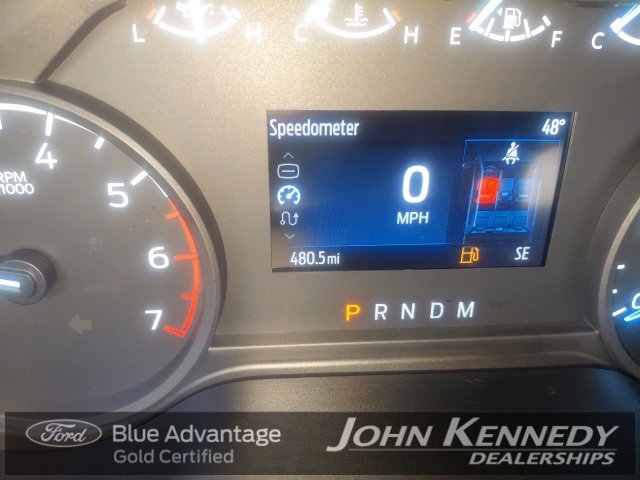 L H C H E F C
Speedometer 48°
0
MPH
480.5 mi SE
P R N D M
4
5
6
7
RPM
1000
Ford
Blue Advantage
Gold Certified
JOHN KENNEDY
DEALERSHIPS